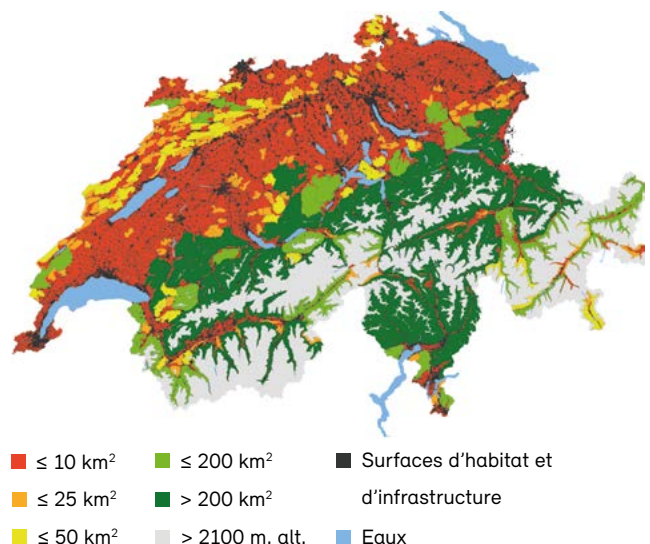 ≤ 10 km²
≤ 25 km²
≤ 50 km²
≤ 200 km²
> 200 km²
> 2100 m. alt.
Surfaces d'habitat et
d'infrastructure
Eaux